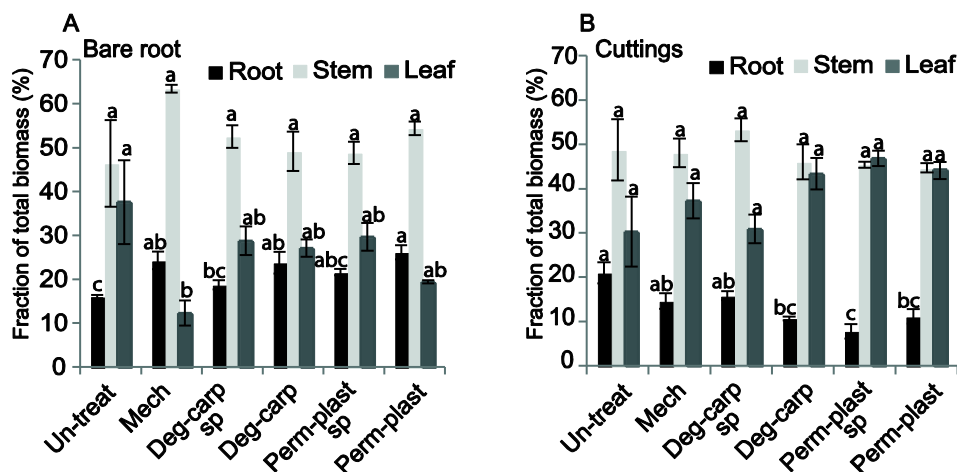 A
Bare root
Root Stem Leaf
Fraction of total biomass (%)
70
60
50
40
30
20
10
0
c a a
ab a b
bc a ab
ab a ab
abc a ab
a a ab
Un-treat
Mech
Deg-carp
sp
Deg-carp
Perm-plast
sp
Perm-plast
B
Cuttings
Root Stem Leaf
Fraction of total biomass (%)
70
60
50
40
30
20
10
0
a a a
ab a a
ab a a
bc a a
c a a
bc a a
Un-treat
Mech
Deg-carp
sp
Deg-carp
Perm-plast
sp
Perm-plast